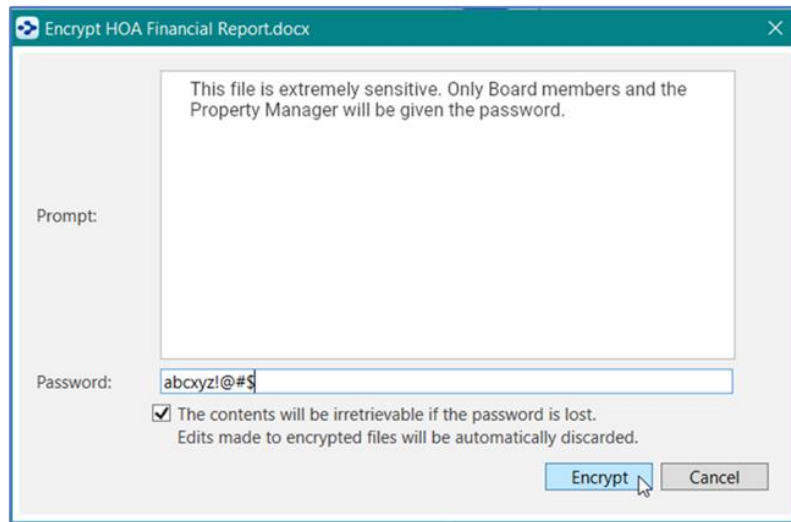 Encrypt HOA Financial Report.docx
This file is extremely sensitive. Only Board members and the
Property Manager will be given the password.
Prompt:
Password:
abcxyz!@#$
The contents will be irretrievable if the password is lost.
Edits made to encrypted files will be automatically discarded.
Encrypt
Cancel